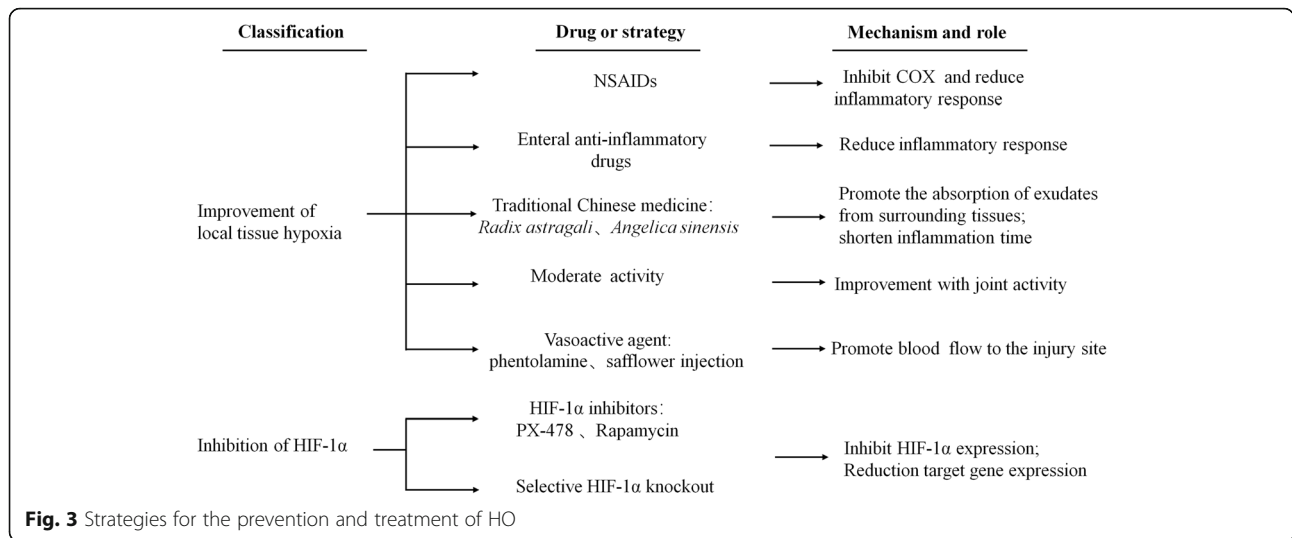 Classification
Drug or strategy
Mechanism and role
NSAIDs
Inhibit COX and reduce
inflammatory response
Enteral anti-inflammatory
drugs
Reduce inflammatory response
Improvement of
local tissue hypoxia
Traditional Chinese medicine：
Radix astragali、Angelica sinensis
Promote the absorption of exudates
from surrounding tissues;
shorten inflammation time
Moderate activity
Improvement with joint activity
Vasoactive agent:
phentolamine、safflower injection
Promote blood flow to the injury site
Inhibition of HIF-1α
HIF-1α inhibitors：
PX-478 、Rapamycin
Selective HIF-1α knockout
Inhibit HIF-1α expression;
Reduction target gene expression
Fig. 3 Strategies for the prevention and treatment of HO